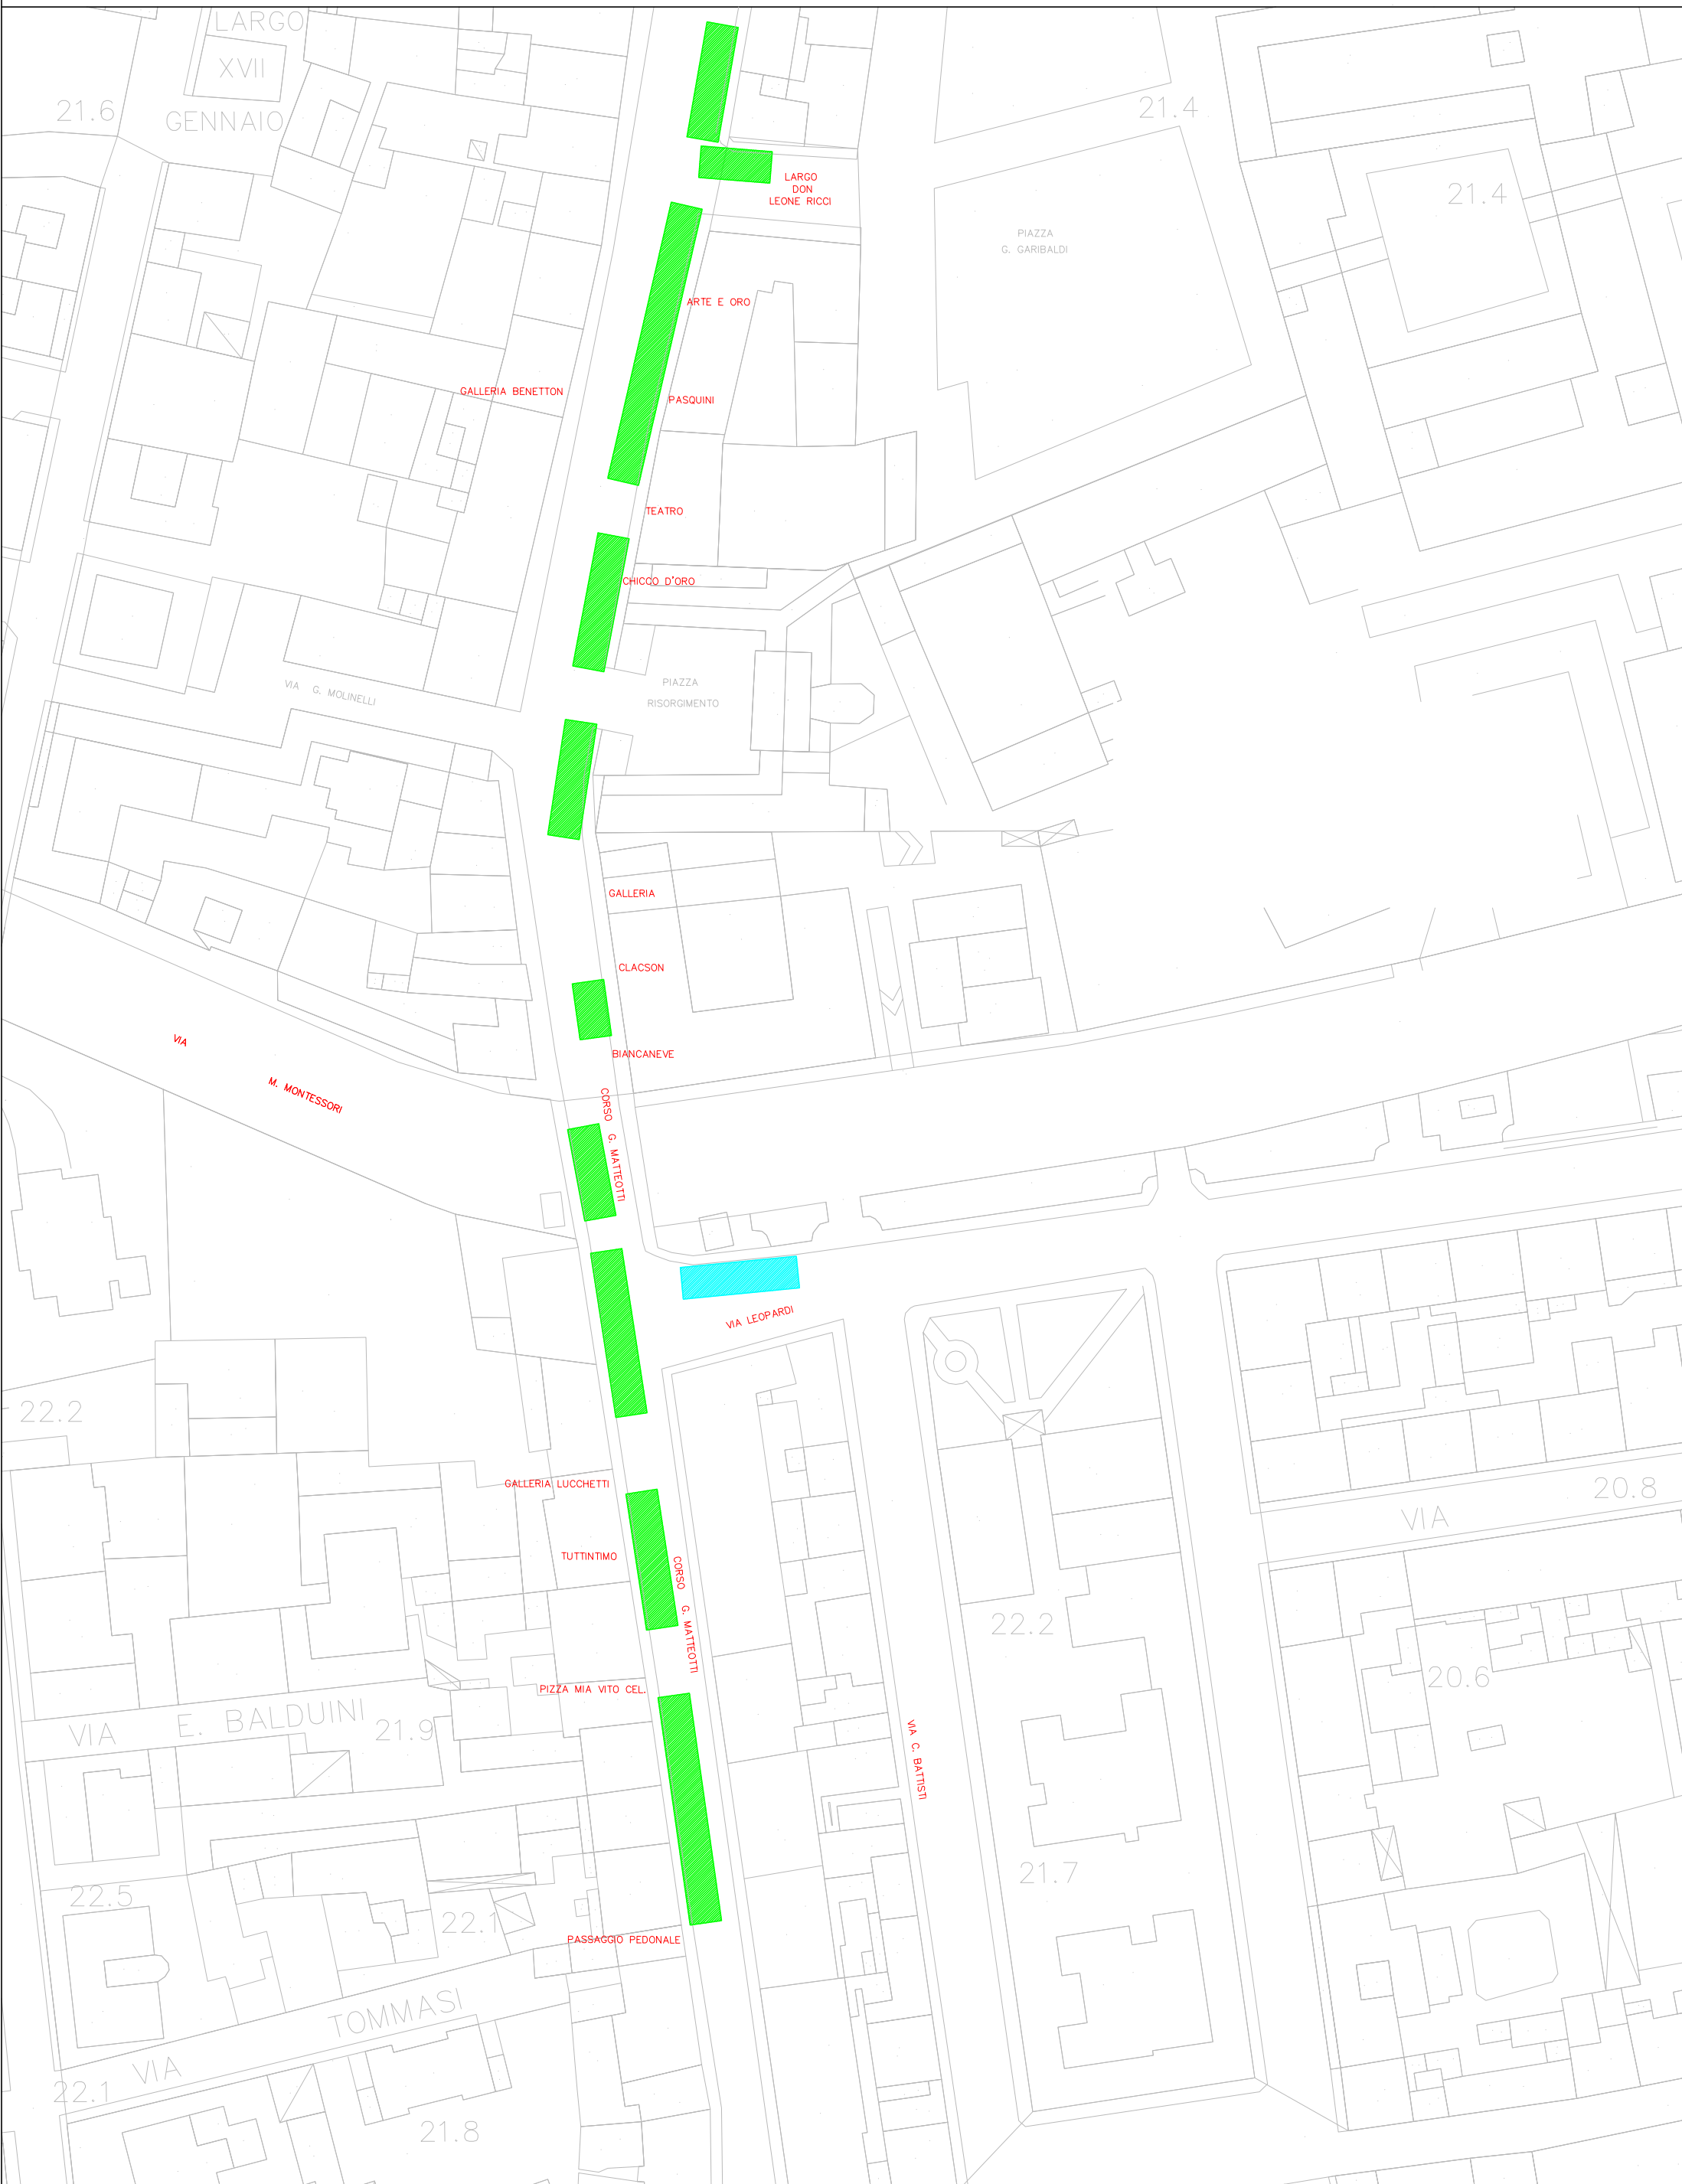 LARGO
XVII
GENNAIO
21.6
21.4
LARGO
DON
LEONE RICCI
21.4
PIAZZA
G. GARIBALDI
ARTE E ORO
GALLERIA BENETTON
PASQUINI
TEATRO
CHICCO D'ORO
VIA G. MOLINELLI
PIAZZA
RISORGIMENTO
GALLERIA
CLACSON
VIA
M. MONTESSORI
BIANCANEVE
CORSO G. MATTEOTTI
VIA LEOPARDI
22.2
GALLERIA LUCCHETTI
20.8
VIA
TUTTINTIMO
CORSO G. MATTEOTTI
22.2
20.6
PIZZA MIA VITO CEL.
VIA E. BALDUINI
21.9
VIA C. BATTISTI
22.5
21.7
22.1
PASSAGGIO PEDONALE
VIA TOMMASI
22.1
21.8